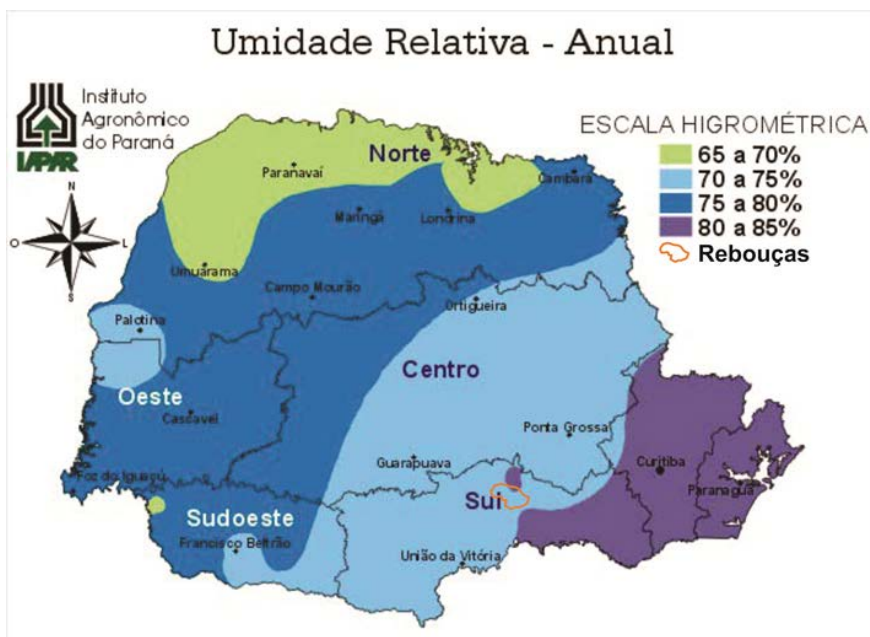 Umidade Relativa - Anual
Instituto
Agronômico
do Paraná
IAPAR
N
O
L
S
ESCALA HIGROMÉTRICA
65 a 70%
70 a 75%
75 a 80%
80 a 85%
Rebouças
Norte
Paranavaí
Cambará
Maringá
Londrina
Umuarama
Campo Mourão
Ortigueira
Palotina
Centro
Oeste
Cascavel
Ponta Grossa
Guarapuava
Curitiba
Foz do Iguaçú
Paranaguá
Sul
Sudoeste
Francisco Beltrão
União da Vitória